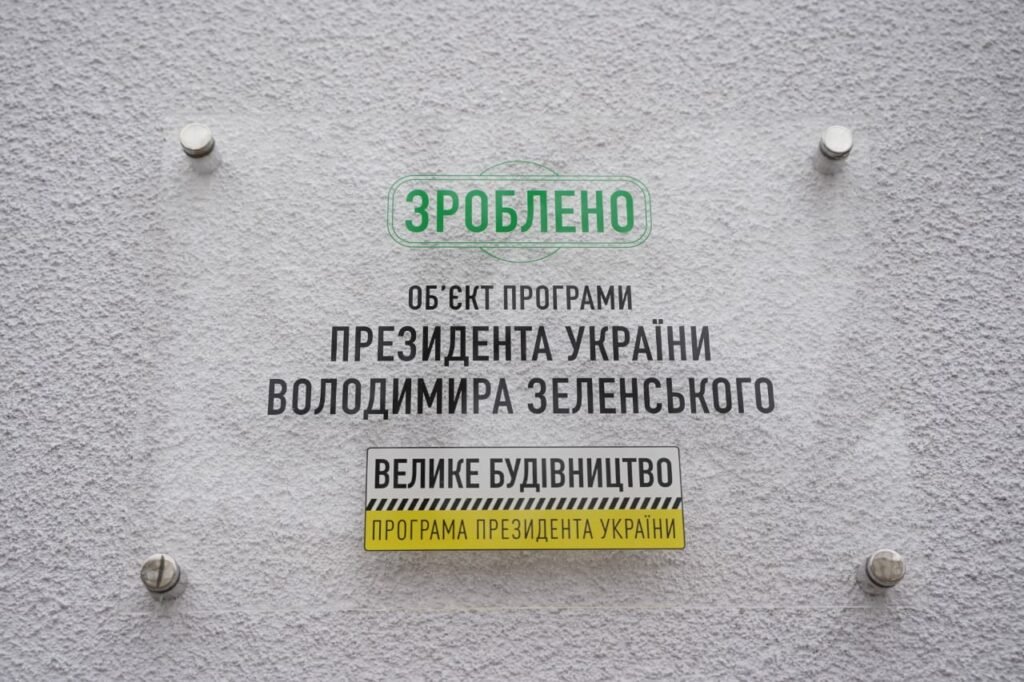 ЗРОБЛЕНО
ОБ’ЄКТ ПРОГРАМИ
ПРЕЗИДЕНТА УКРАЇНИ
ВОЛОДИМИРА ЗЕЛЕНСЬКОГО
ВЕЛИКЕ БУДІВНИЦТВО
ПРОГРАМА ПРЕЗИДЕНТА УКРАЇНИ